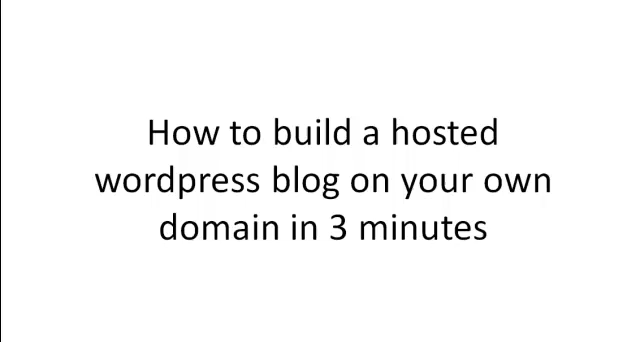 How to build a hosted
wordpress blog on your own
domain in 3 minutes